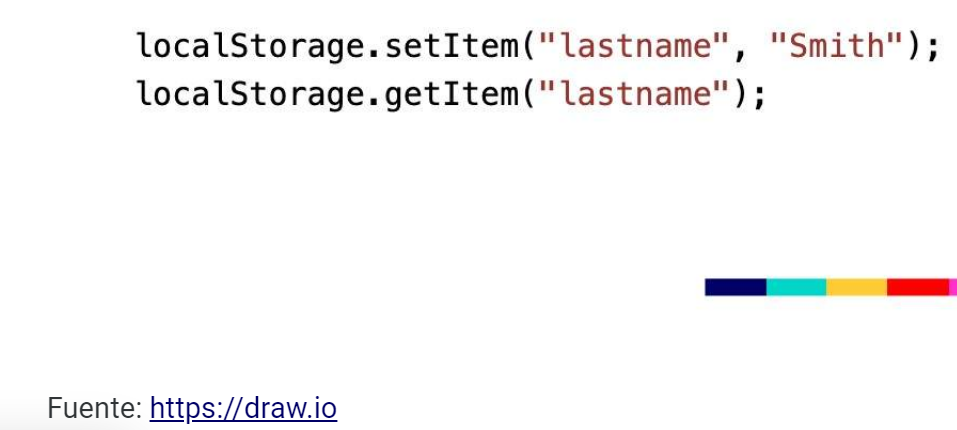 localStorage.setItem("lastname", "Smith");
localStorage.getItem("lastname");
Fuente: https://draw.io